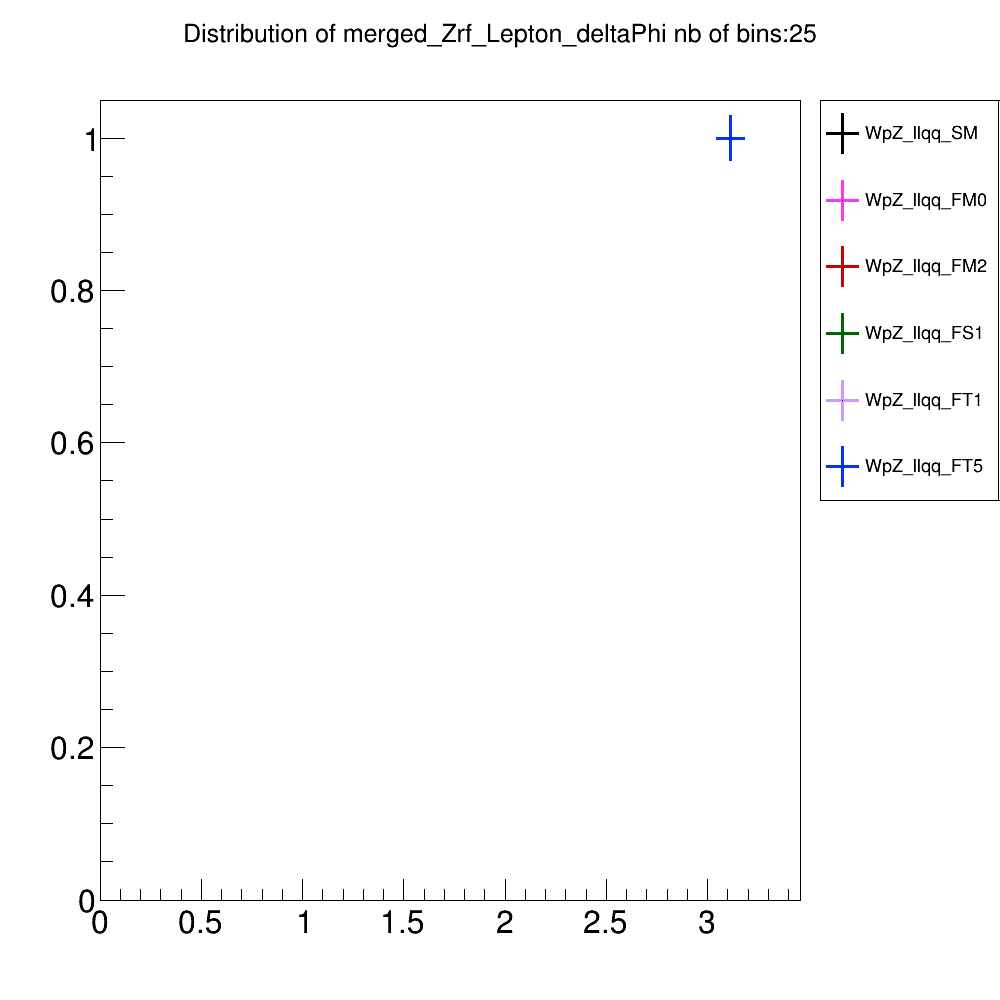 Distribution of merged_Zrf_Lepton_deltaPhi nb of bins:25
1
0.8
0.6
0.4
0.2
0
0 0.5 1 1.5 2 2.5 3
WpZ_llqq_SM
WpZ_llqq_FM0
WpZ_llqq_FM2
WpZ_llqq_FS1
WpZ_llqq_FT1
WpZ_llqq_FT5